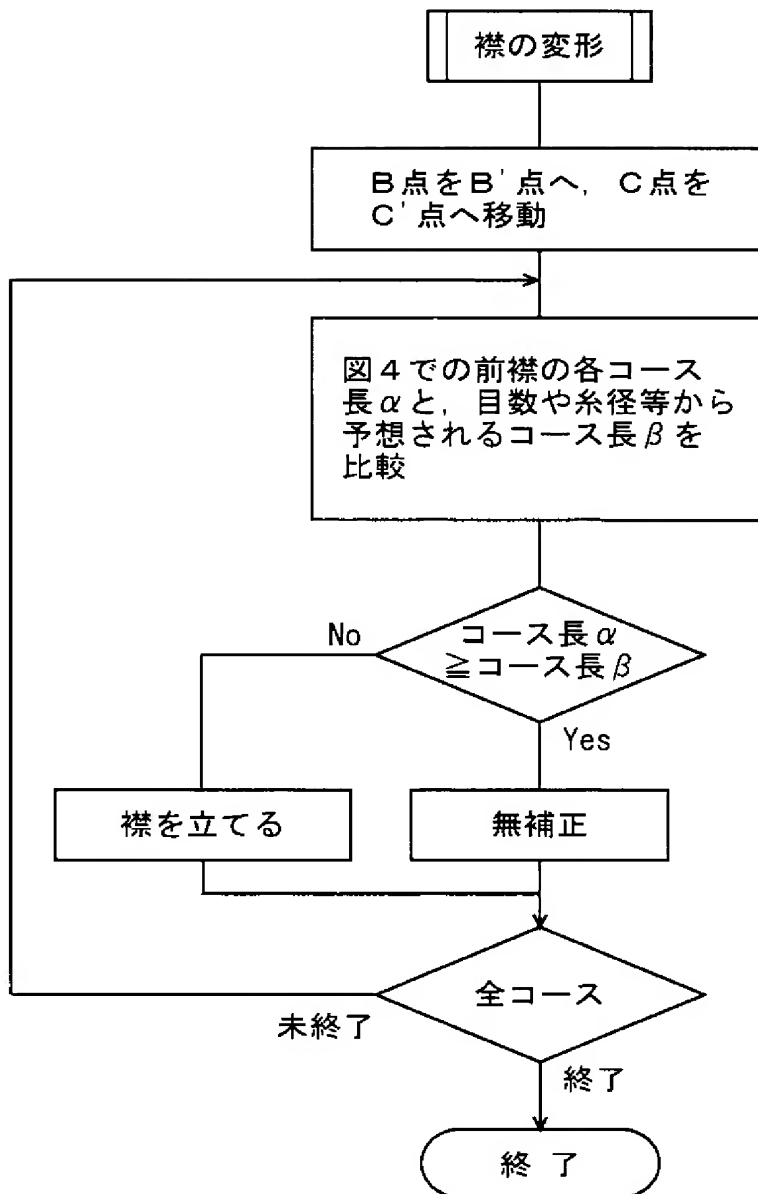 襟の変形
B点をB'点へ，C点を
C'点へ移動
図4での前襟の各コース
長αと，目数や糸径等から
予想されるコース長βを
比較
コース長α
≧コース長β
No
Yes
襟を立てる
無補正
全コース
未終了
終了
終了